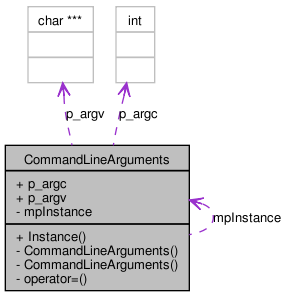 char ***
int
p_argv
p_argc
CommandLineArguments
+ p_argc
+ p_argv
- mpInstance
mpInstance
+ Instance()
- CommandLineArguments()
- CommandLineArguments()
- operator=()